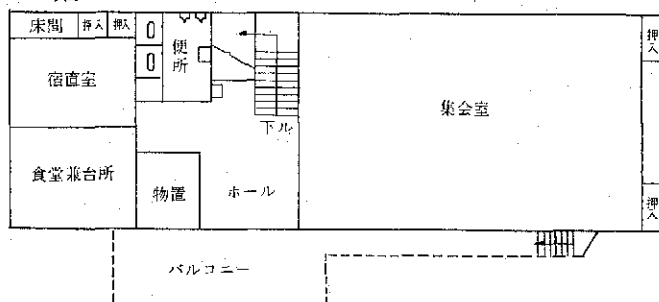 床間
押入
押入
便所
押入
宿直室
集会室
下ル
食堂兼台所
物置
ホール
押入
バルコニー